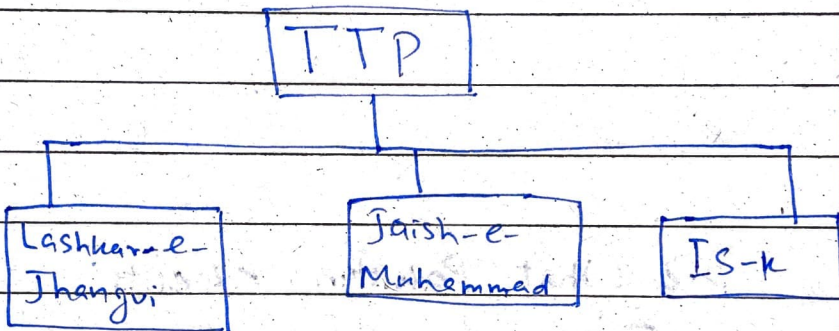 TTP
Lashkar-e-
Jhangvi
Jaish-e-
Muhammad
IS-K